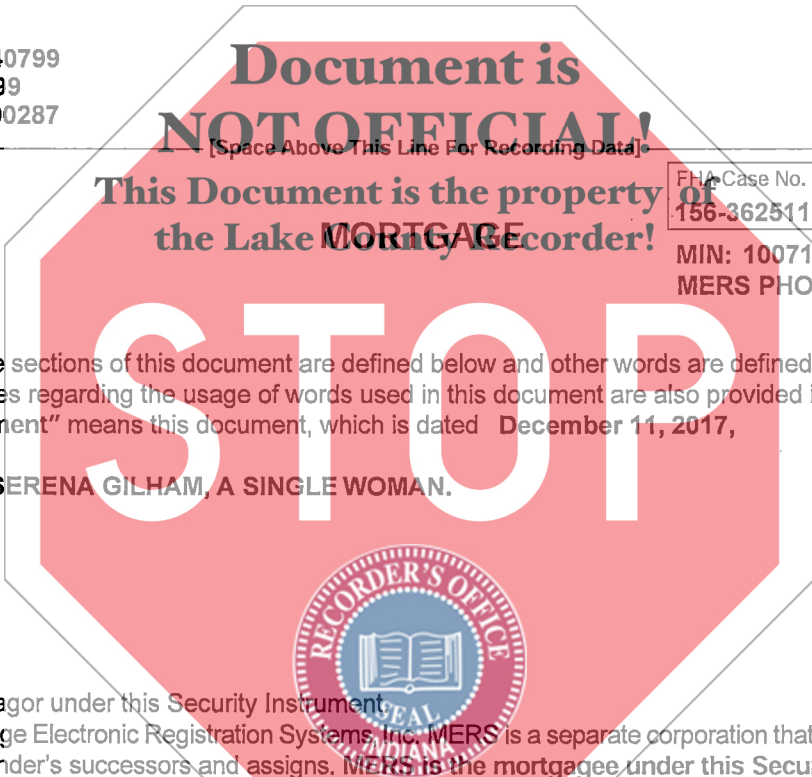 40799
99
00287
Document is
NOT OFFICIAL!
[Space Above This Line For Recording Data]
This Document is the property of
the Lake County Recorder!
FHA Case No.
156-362511
MORTGAGE
MIN: 10071
MERS PHO
STOP
e sections of this document are defined below and other words are defined
es regarding the usage of words used in this document are also provided i
ment” means this document, which is dated December 11, 2017,
SERENA GILHAM, A SINGLE WOMAN.
RECORDER'S OFFICE
SEAL
INDIANA
agor under this Security Instrument.
ge Electronic Registration Systems, Inc. MERS is a separate corporation that
nder's successors and assigns. MERS is the mortgagee under this Secu